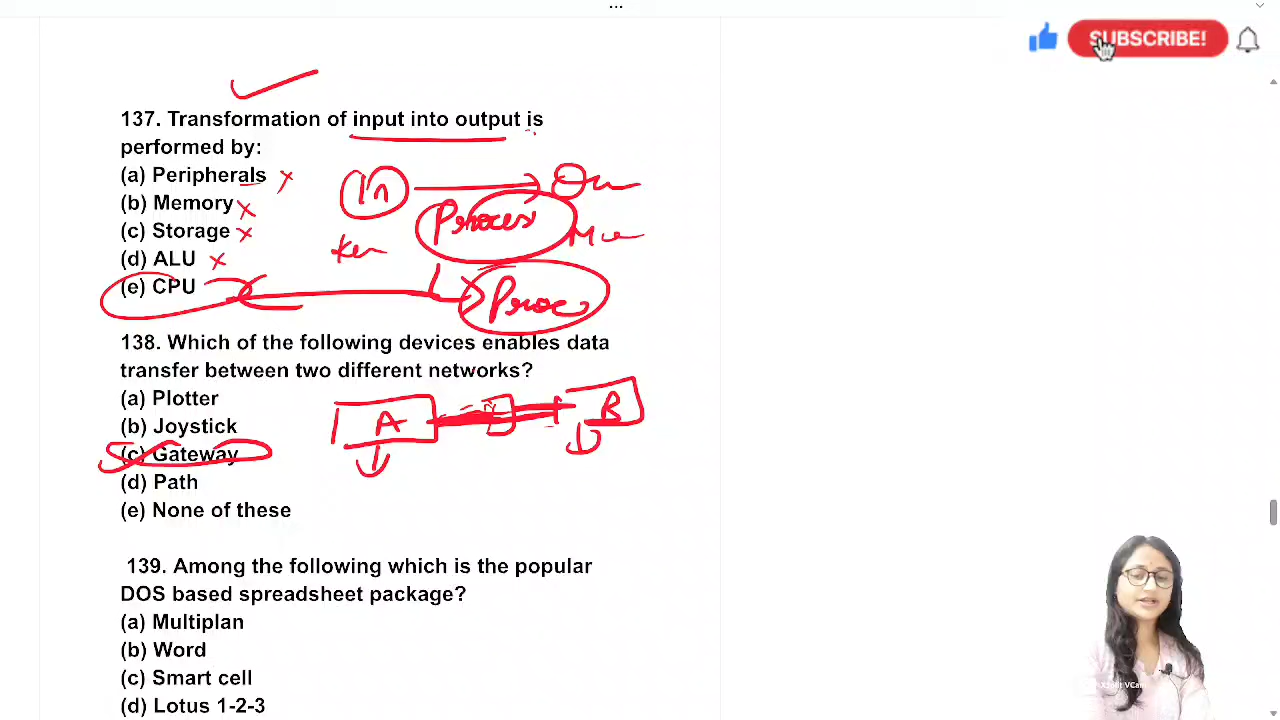 ...
SUBSCRIBE!
137. Transformation of input into output is
performed by:
(a) Peripherals
(b) Memory
(c) Storage
(d) ALU
(e) CPU
In
Process
138. Which of the following devices enables data
transfer between two different networks?
(a) Plotter
(b) Joystick
(c) Gateway
(d) Path
(e) None of these
A
B
139. Among the following which is the popular
DOS based spreadsheet package?
(a) Multiplan
(b) Word
(c) Smart cell
(d) Lotus 1-2-3